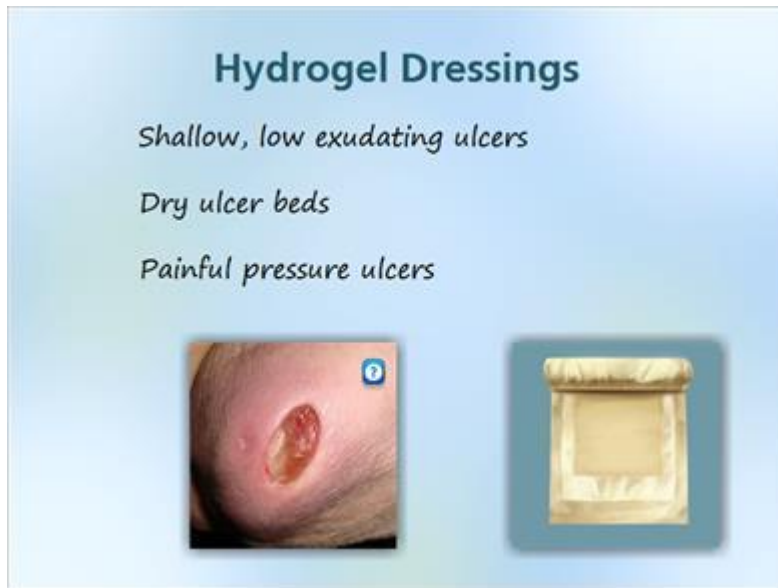 Hydrogel Dressings
Shallow, low exudating ulcers
Dry ulcer beds
Painful pressure ulcers
?